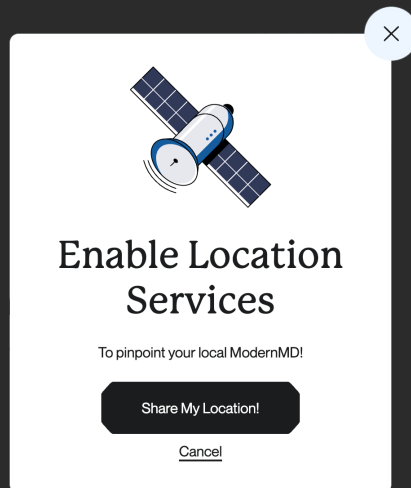 Enable Location
Services
To pinpoint your local ModernMD!
Share My Location!
Cancel